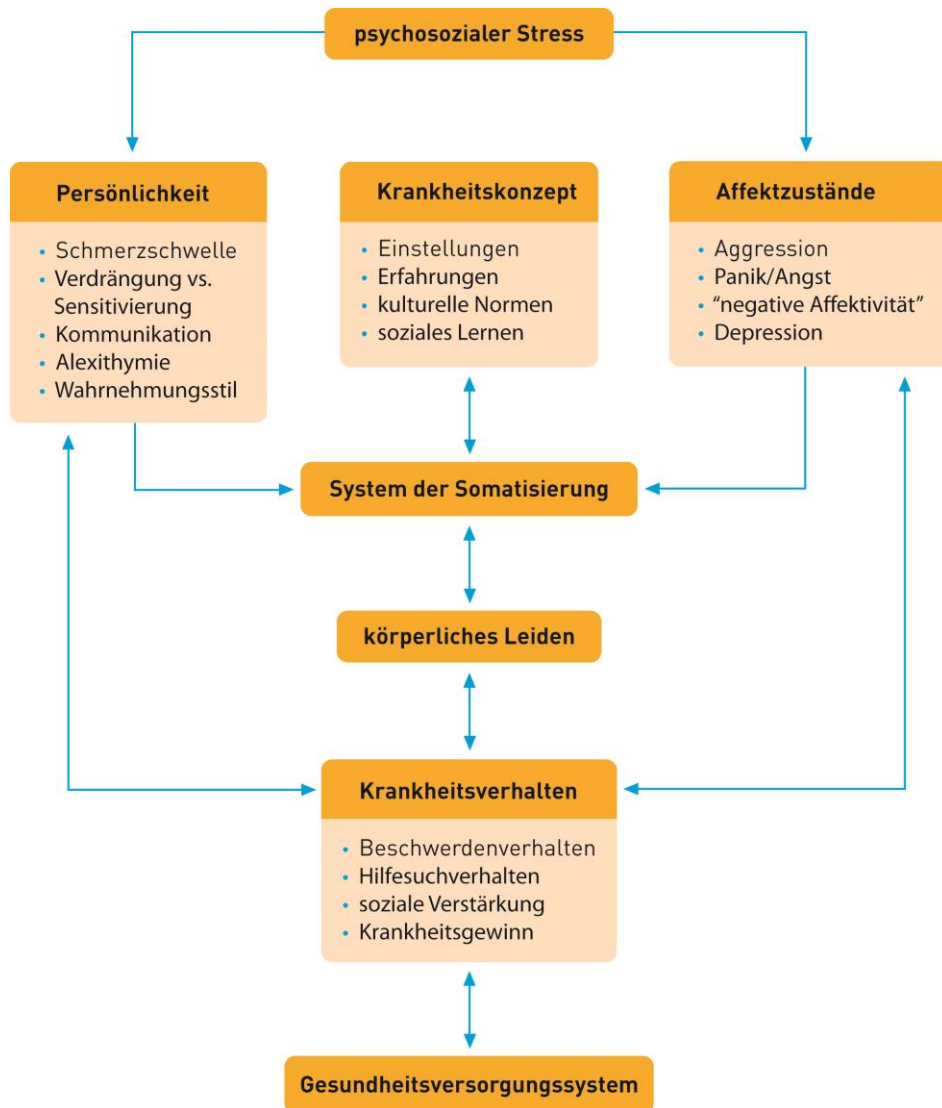 psychosozialer Stress
Persönlichkeit
• Schmerzschwelle
• Verdrängung vs.
Sensitivierung
• Kommunikation
• Alexithymie
• Wahrnehmungsstil
Krankheitskonzept
• Einstellungen
• Erfahrungen
• kulturelle Normen
• soziales Lernen
Affektzustände
• Aggression
• Panik/Angst
• “negative Affektivität”
• Depression
System der Somatisierung
körperliches Leiden
Krankheitsverhalten
• Beschwerdenverhalten
• Hilfesuchverhalten
• soziale Verstärkung
• Krankheitsgewinn
Gesundheitsversorgungssystem